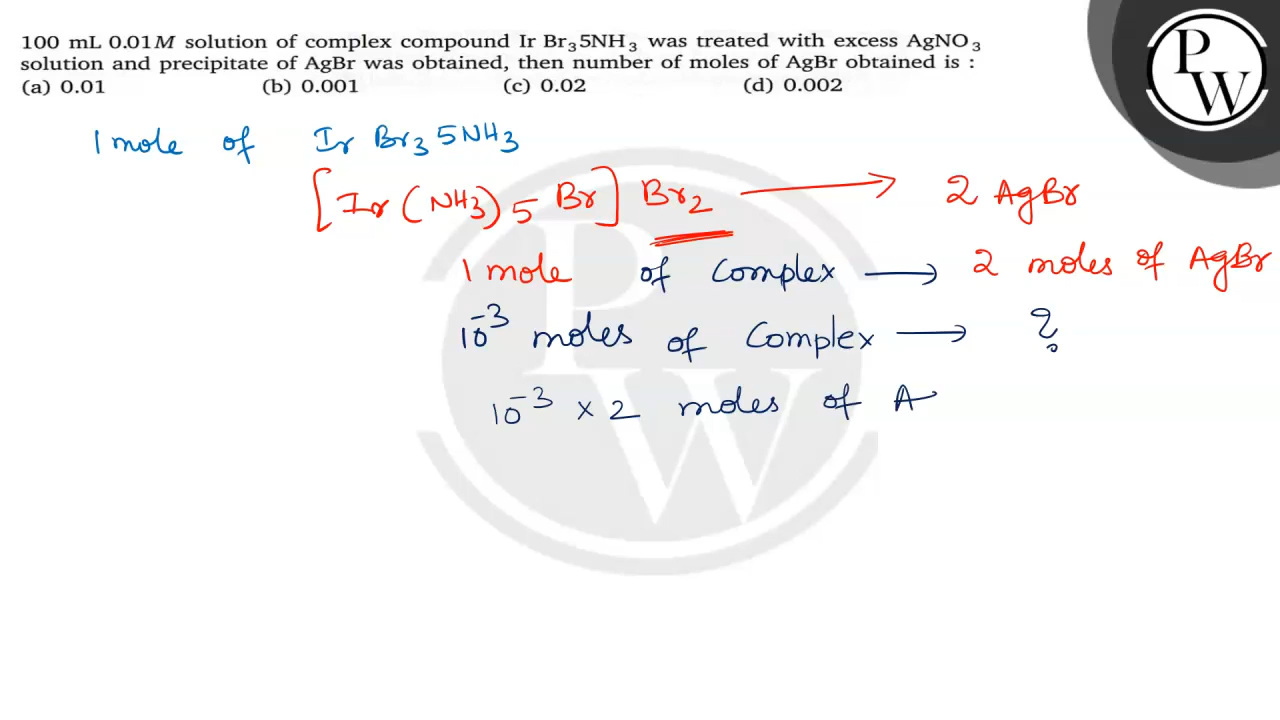 100 mL 0.01M solution of complex compound Ir Br₃5NH₃ was treated with excess AgNO₃
solution and precipitate of AgBr was obtained, then number of moles of AgBr obtained is :
(a) 0.01 (b) 0.001 (c) 0.02 (d) 0.002
1 mole of Ir Br₃ 5NH₃
[Ir (NH₃)₅ Br] Br₂ → 2 AgBr
1 mole of Complex → 2 moles of AgBr
10⁻³ moles of Complex → ?
10⁻³ × 2 moles of A
P
W
P
W